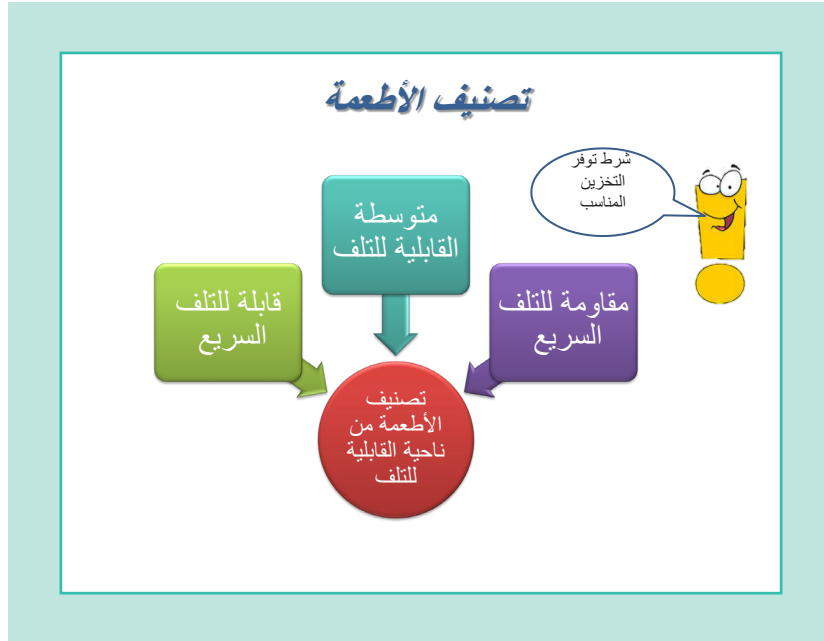 تصنيف الأطعمة
شرط توفر
التخزين
المناسب
متوسطة
القابلية للتلف
مقاومة للتلف
السريع
قابلة للتلف
السريع
تصنيف
الأطعمة من
ناحية القابلية
للتلف